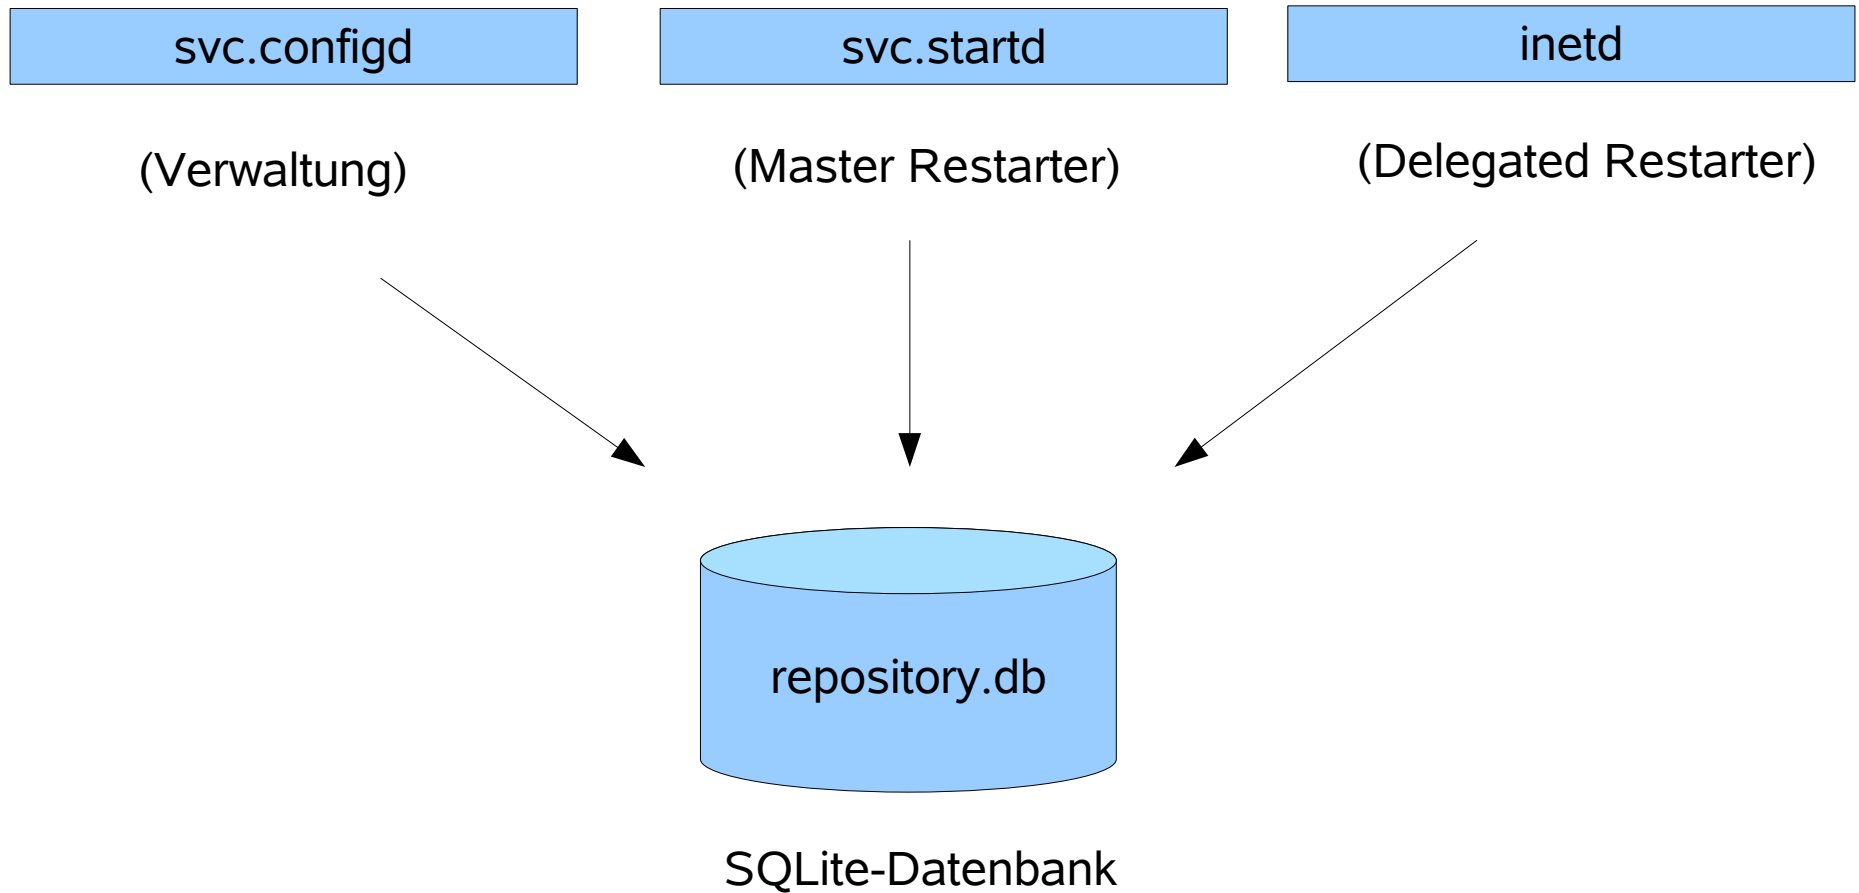 svc.configd
svc.startd
inetd
(Verwaltung)
(Master Restarter)
(Delegated Restarter)
repository.db
SQLite-Datenbank